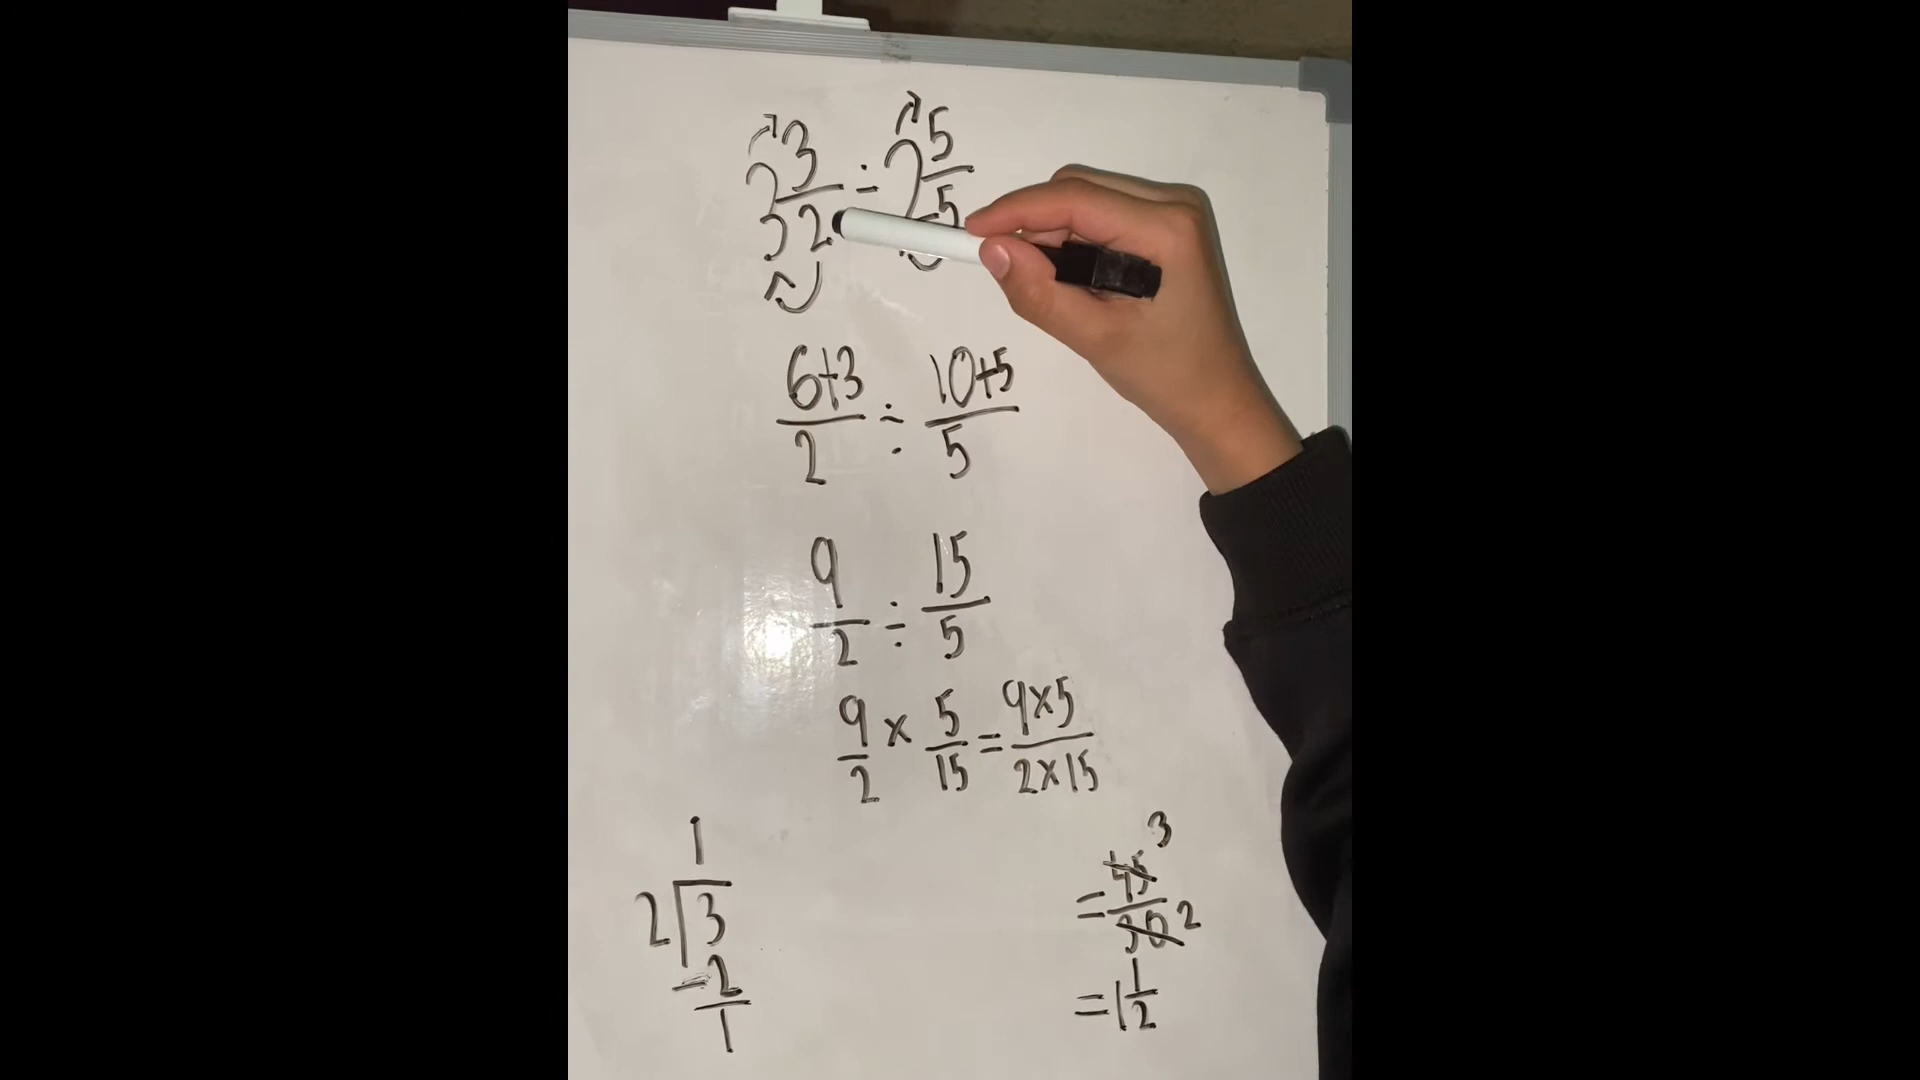 3 3/2 ÷ 2 5/5
6+3/2 ÷ 10+5/5
9/2 ÷ 15/5
9/2 × 5/15 = 9×5/2×15
= 45/30 3 2
= 1 1/2
1
2 3
-2
1